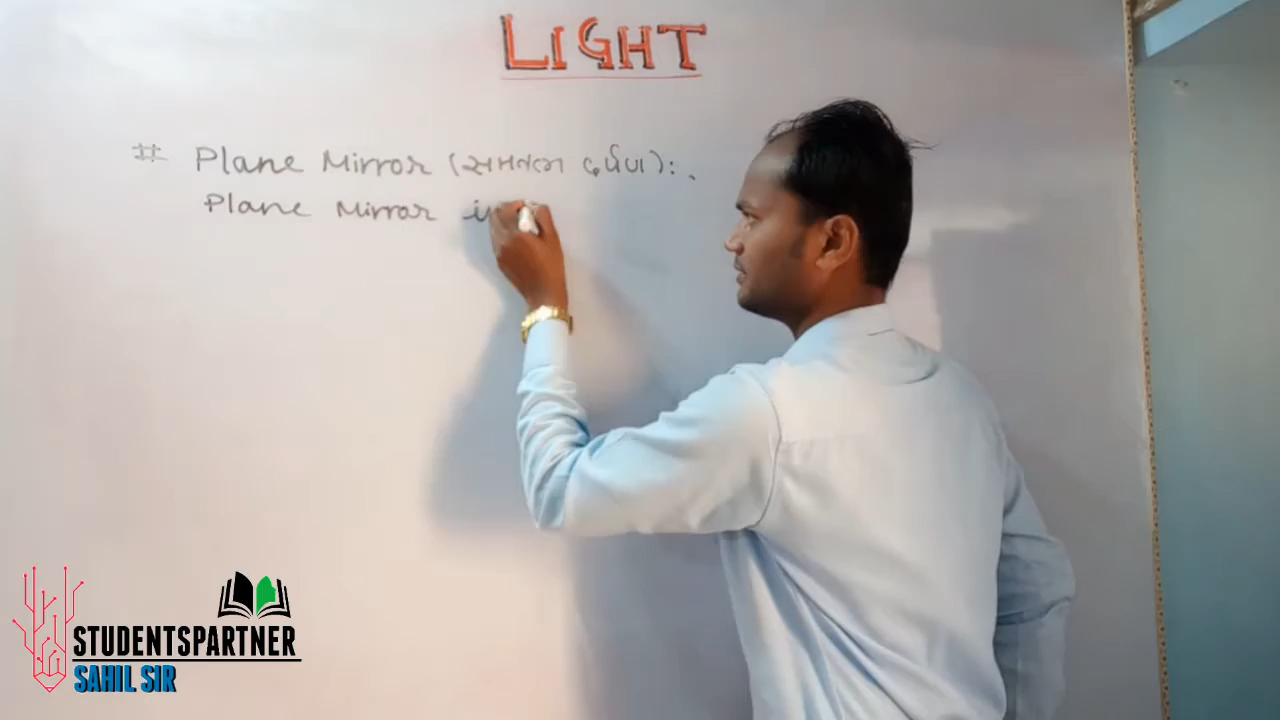 LIGHT
# Plane Mirror (સમતલ દર્પણ):.
Plane Mirror
STUDENTSPARTNER
SAHIL SIR